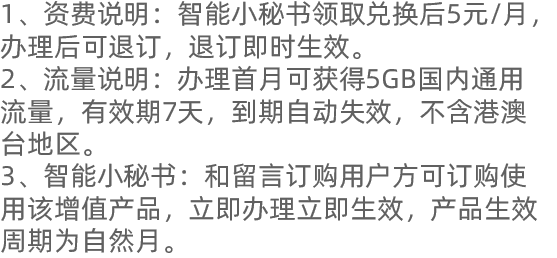 1、资费说明：智能小秘书领取兑换后5元/月，
办理后可退订，退订即时生效。
2、流量说明：办理首月可获得5GB国内通用
流量，有效期7天，到期自动失效，不含港澳
台地区。
3、智能小秘书：和留言订购用户方可订购使
用该增值产品，立即办理立即生效，产品生效
周期为自然月。